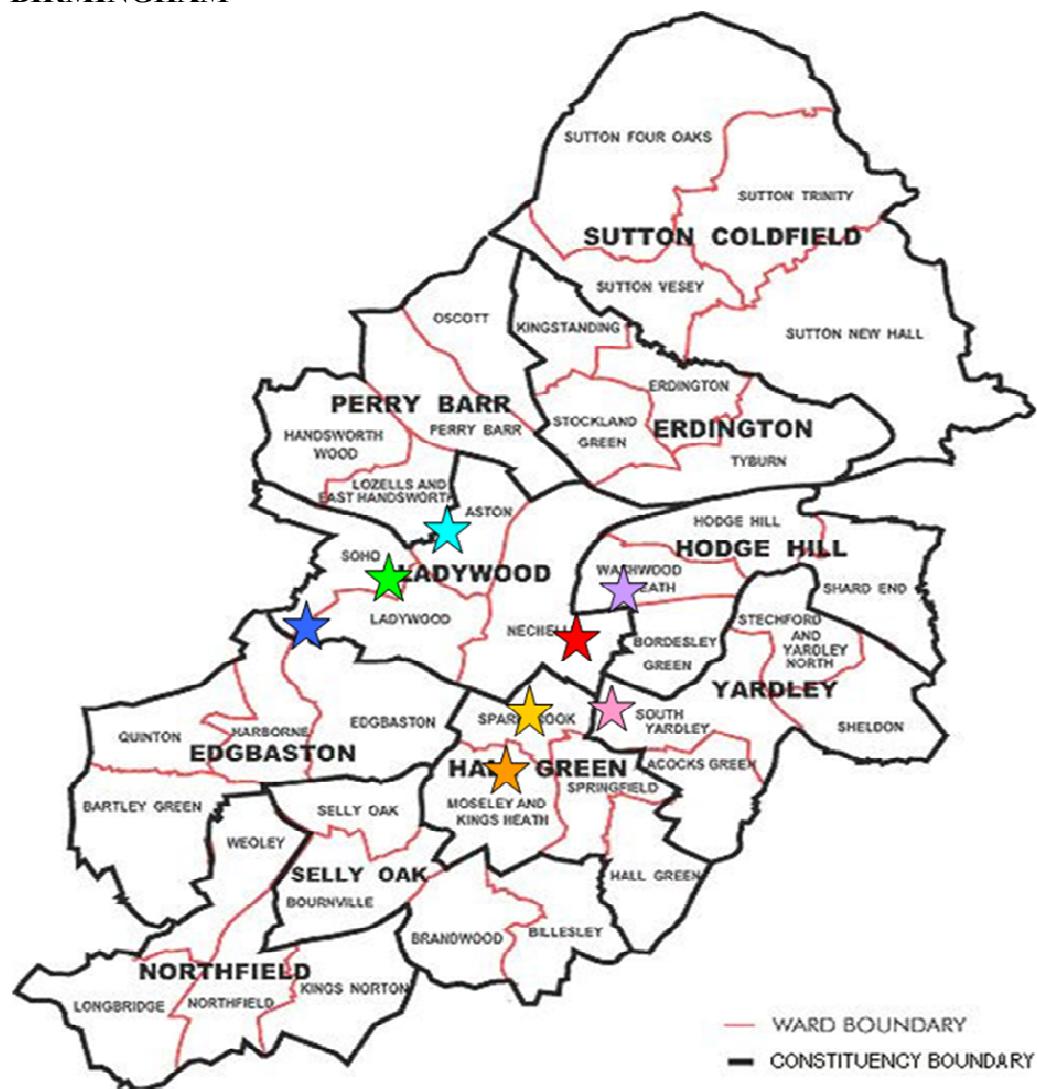 BIRMINGHAM
SUTTON FOUR OAKS
SUTTON TRINITY
SUTTON COLDFIELD
SUTTON VESEY
OSCOTT
KINGSTANDING
SUTTON NEW HALL
ERDINGTON
PERRY BARR
HANDSWORTH
WOOD
PERRY BARR
STOCKLAND
GREEN
ERDINGTON
TYBURN
LOZELLS AND
EAST HANDSWORTH
ASTON
HODGE HILL
HODGE HILL
SOHO
LADYWOOD
SHARD END
LADYWOOD
STECHFORD
AND
YARDLEY
NORTH
BORDESLEY
GREEN
YARDLEY
QUINTON
HARBORNE
EDGBASTON
EDGBASTON
SOUTH
YARDLEY
SHELDON
ACOCKS GREEN
GREEN
SPRINGFIELD
BARTLEY GREEN
SELLY OAK
MOSELEY AND
KINGS HEATH
WEOLEY
SELLY OAK
BOURNVILLE
HALL GREEN
BRANDWOOD
BILLESLEY
NORTHFIELD
LONGBRIDGE
NORTHFIELD
KINGS NORTON
WARD BOUNDARY
CONSTITUENCY BOUNDARY